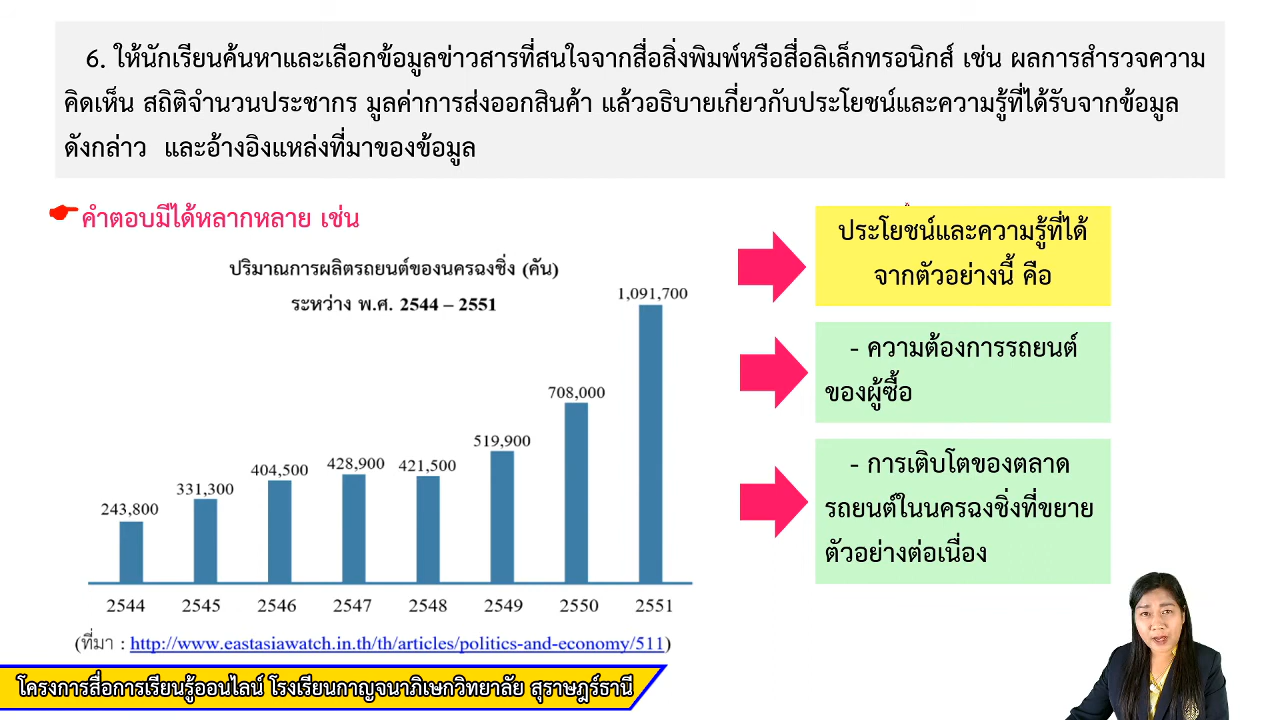 6. ให้นักเรียนค้นหาและเลือกข้อมูลข่าวสารที่สนใจจากสื่อสิ่งพิมพ์หรือสื่ออิเล็กทรอนิกส์ เช่น ผลการสำรวจความ
คิดเห็น สถิติจำนวนประชากร มูลค่าการส่งออกสินค้า แล้วอธิบายเกี่ยวกับประโยชน์และความรู้ที่ได้รับจากข้อมูล
ดังกล่าว และอ้างอิงแหล่งที่มาของข้อมูล
คำตอบมีได้หลากหลาย เช่น
ปริมาณการผลิตรถยนต์ของนครฉงชิ่ง (คัน)
ระหว่าง พ.ศ. 2544 – 2551
243,800
331,300
404,500
428,900
421,500
519,900
708,000
1,091,700
2544 2545 2546 2547 2548 2549 2550 2551
(ที่มา : http://www.eastasiawatch.in.th/th/articles/politics-and-economy/511)
ประโยชน์และความรู้ที่ได้
จากตัวอย่างนี้ คือ
- ความต้องการรถยนต์
ของผู้ซื้อ
- การเติบโตของตลาด
รถยนต์ในนครฉงชิ่งที่ขยาย
ตัวอย่างต่อเนื่อง
โครงการสื่อการเรียนรู้ออนไลน์ โรงเรียนกาญจนาภิเษกวิทยาลัย สุราษฎร์ธานี